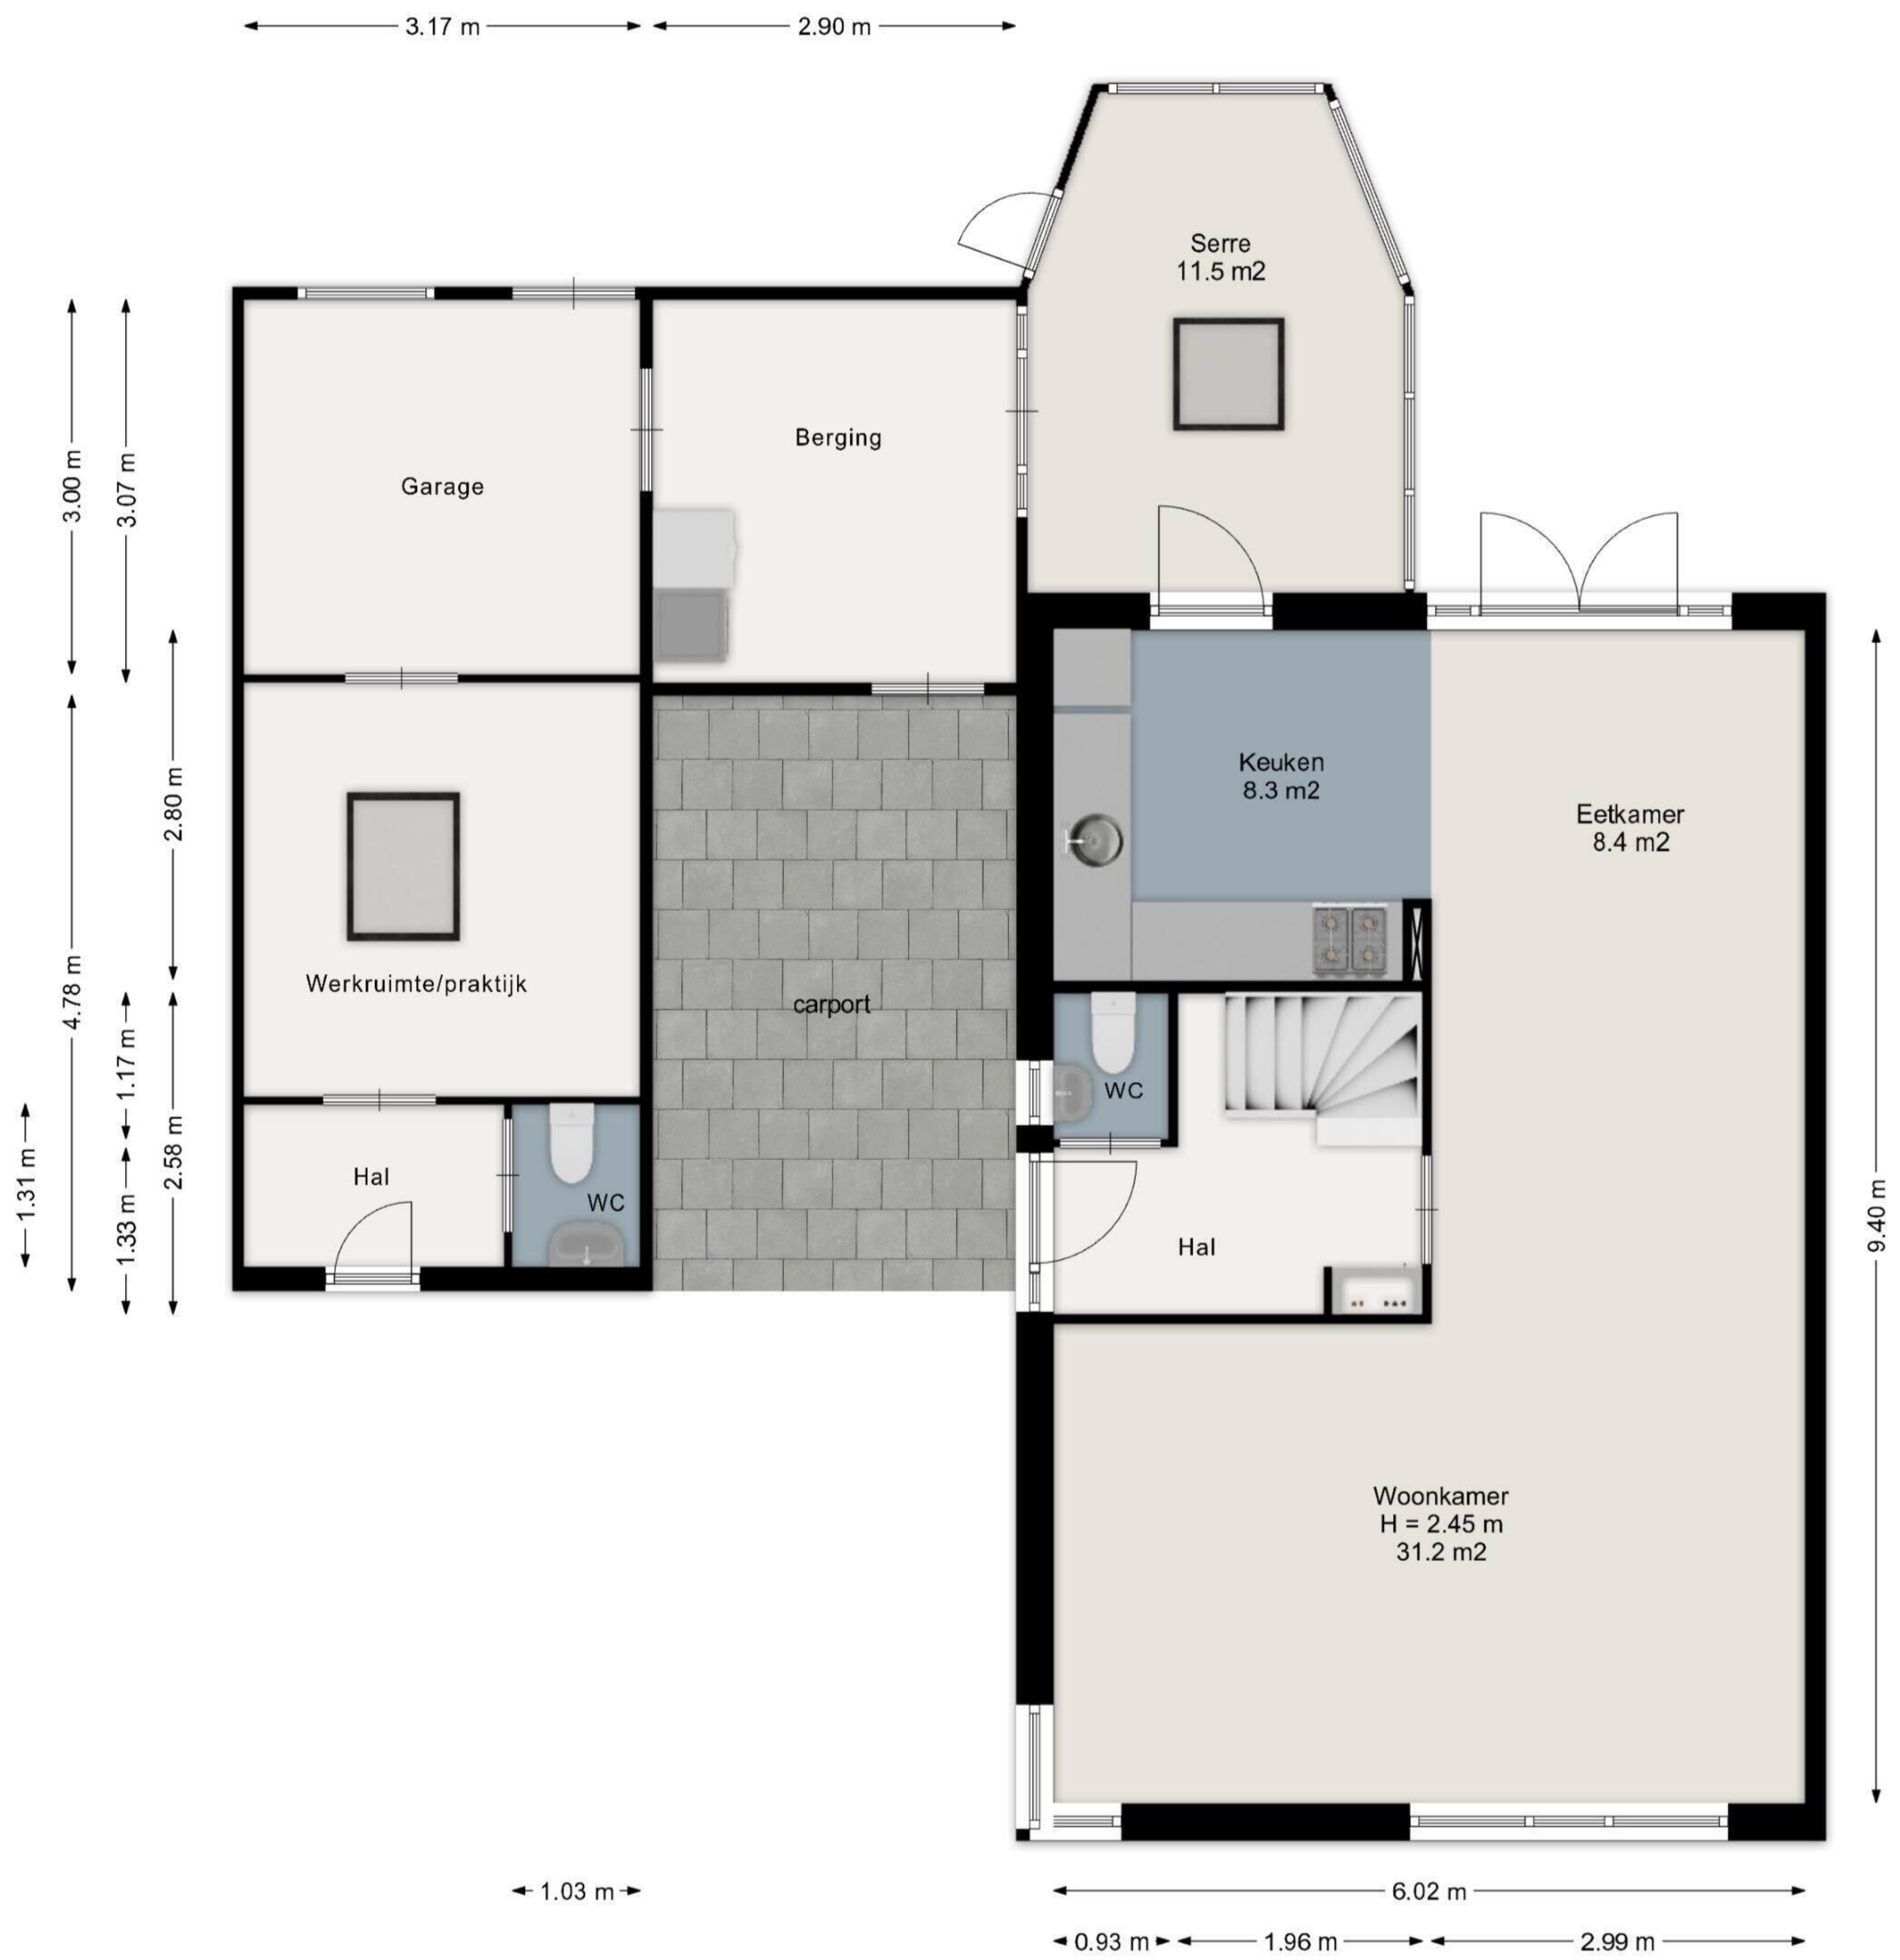 3.17 m
2.90 m
Serre
11.5 m2
Berging
Garage
3.00 m
3.07 m
Keuken
8.3 m2
Eetkamer
8.4 m2
2.80 m
4.78 m
Werkruimte/praktijk
carport
1.17 m
WC
2.58 m
1.31 m
1.33 m
Hal
WC
Hal
9.40 m
Woonkamer
H = 2.45 m
31.2 m2
1.03 m
6.02 m
0.93 m
1.96 m
2.99 m